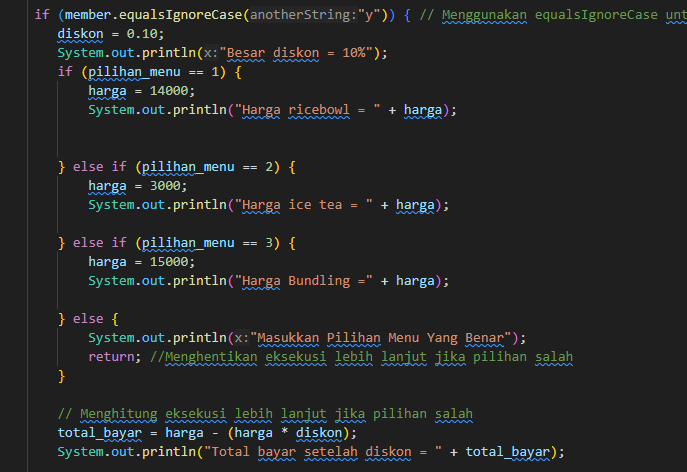 if (member.equalsIgnoreCase(anotherString:"y")) { // Menggunakan equalsIgnoreCase
diskon = 0.10;
System.out.println(x:"Besar diskon = 10%");
if (pilihan_menu == 1) {
harga = 14000;
System.out.println("Harga ricebowl = " + harga);
} else if (pilihan_menu == 2) {
harga = 3000;
System.out.println("Harga ice tea = " + harga);
} else if (pilihan_menu == 3) {
harga = 15000;
System.out.println("Harga Bundling =" + harga);
} else {
System.out.println(x:"Masukkan Pilihan Menu Yang Benar");
return; //Menghentikan eksekusi lebih lanjut jika pilihan salah
}
// Menghitung eksekusi lebih lanjut jika pilihan salah
total_bayar = harga - (harga * diskon);
System.out.println("Total bayar setelah diskon = " + total_bayar);